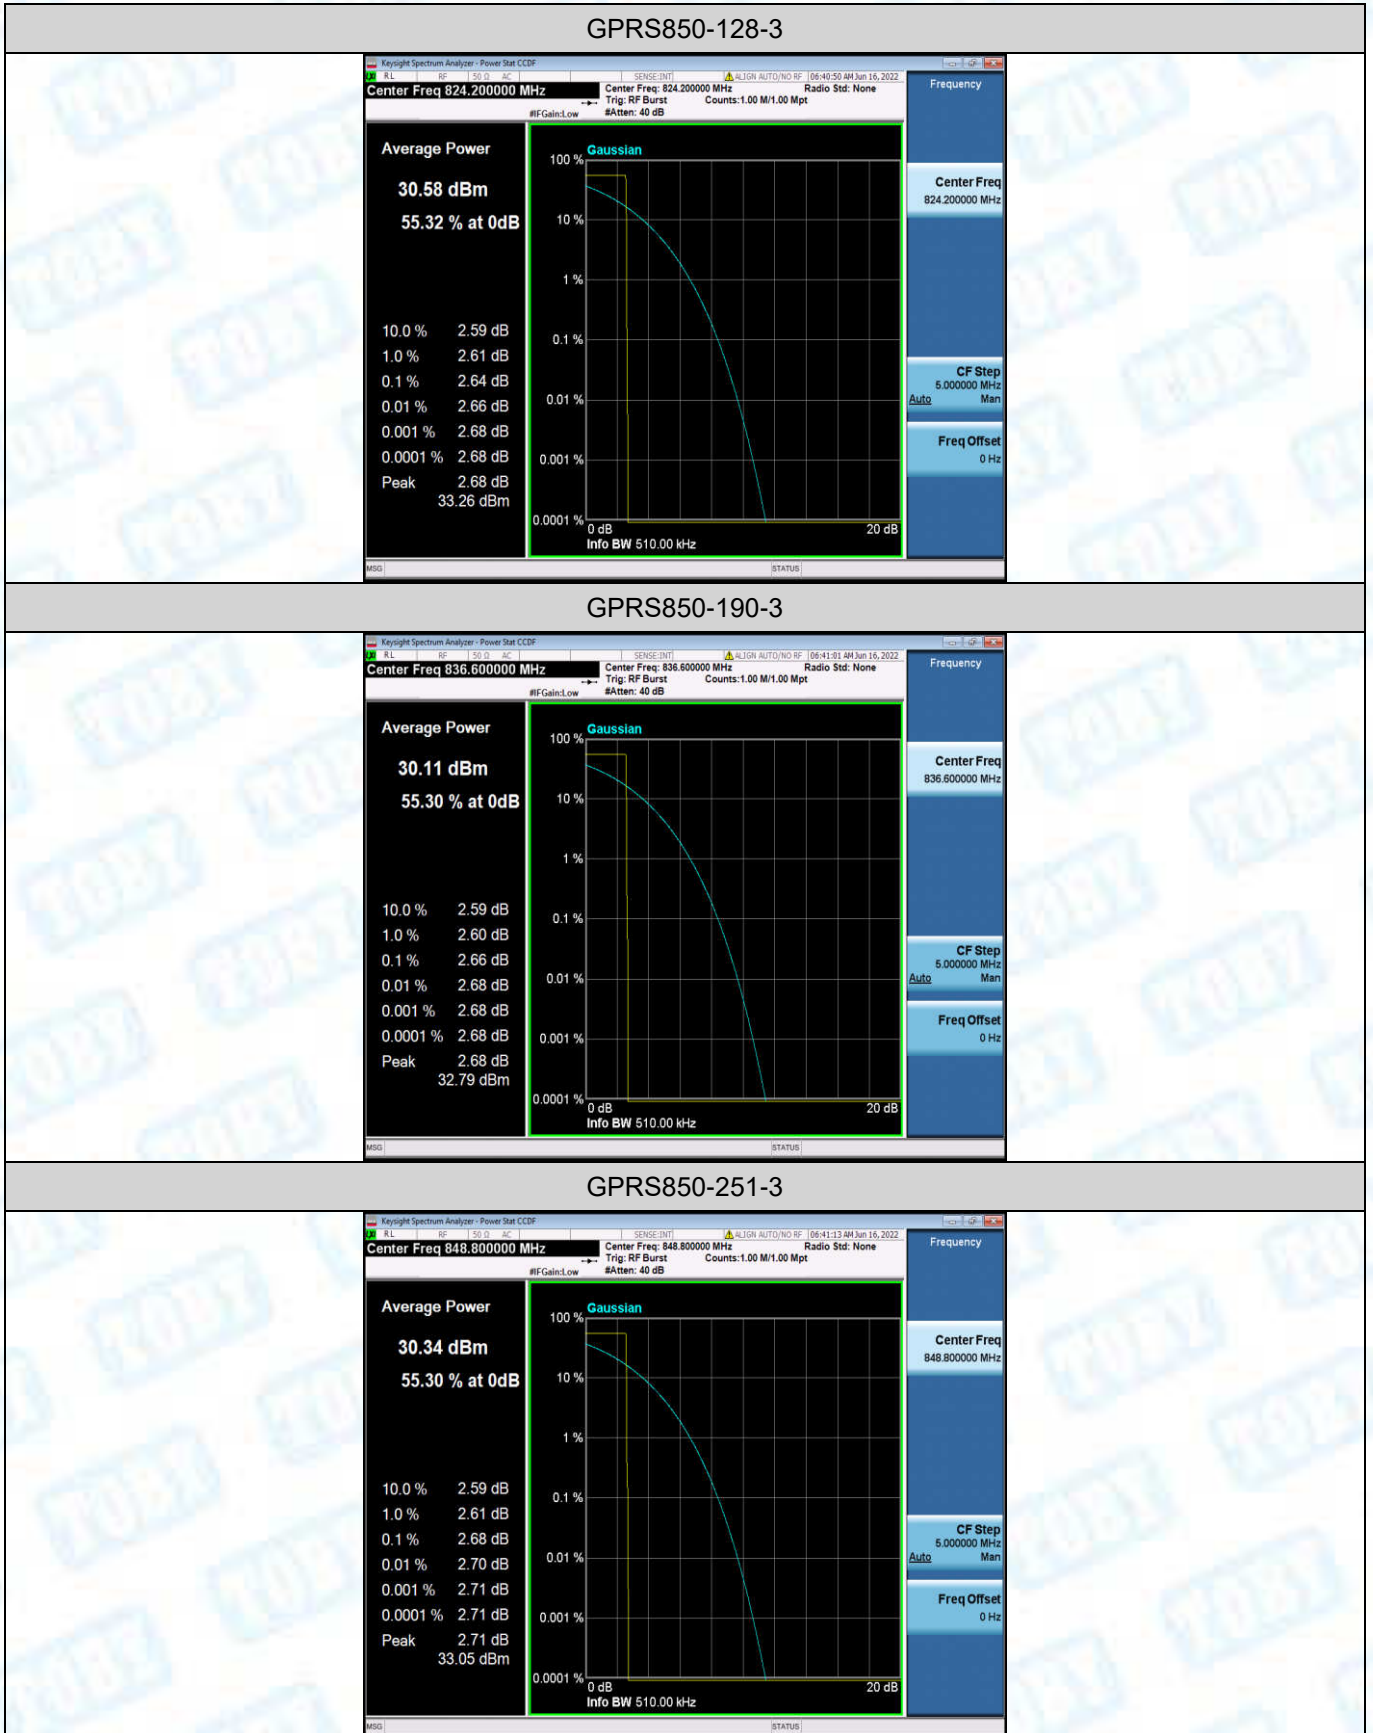 GPRS850-128-3
Keysight Spectrum Analyzer - Power Stat CCDF
RL RF 50 Ω AC SENSE:INT ALIGN AUTO/NO RF 06:40:50 AM Jun 16, 2022
Center Freq 824.200000 MHz
Center Freq: 824.200000 MHz Radio Std: None
Trig: RF Burst Counts:1.00 M/1.00 Mpt
#IFGain:Low #Atten: 40 dB
Frequency
Average Power
30.58 dBm
55.32 % at 0dB
10.0 % 2.59 dB
1.0 % 2.61 dB
0.1 % 2.64 dB
0.01 % 2.66 dB
0.001 % 2.68 dB
0.0001 % 2.68 dB
Peak 2.68 dB
33.26 dBm
Gaussian
100 %
10 %
1 %
0.1 %
0.01 %
0.001 %
0.0001 %
0 dB 20 dB
Info BW 510.00 kHz
Center Freq
824.200000 MHz
CF Step
5.000000 MHz
Auto Man
Freq Offset
0 Hz
MSG STATUS
GPRS850-190-3
Keysight Spectrum Analyzer - Power Stat CCDF
RL RF 50 Ω AC SENSE:INT ALIGN AUTO/NO RF 06:41:01 AM Jun 16, 2022
Center Freq 836.600000 MHz
Center Freq: 836.600000 MHz Radio Std: None
Trig: RF Burst Counts:1.00 M/1.00 Mpt
#IFGain:Low #Atten: 40 dB
Frequency
Average Power
30.11 dBm
55.30 % at 0dB
10.0 % 2.59 dB
1.0 % 2.60 dB
0.1 % 2.66 dB
0.01 % 2.68 dB
0.001 % 2.68 dB
0.0001 % 2.68 dB
Peak 2.68 dB
32.79 dBm
Gaussian
100 %
10 %
1 %
0.1 %
0.01 %
0.001 %
0.0001 %
0 dB 20 dB
Info BW 510.00 kHz
Center Freq
836.600000 MHz
CF Step
5.000000 MHz
Auto Man
Freq Offset
0 Hz
MSG STATUS
GPRS850-251-3
Keysight Spectrum Analyzer - Power Stat CCDF
RL RF 50 Ω AC SENSE:INT ALIGN AUTO/NO RF 06:41:13 AM Jun 16, 2022
Center Freq 848.800000 MHz
Center Freq: 848.800000 MHz Radio Std: None
Trig: RF Burst Counts:1.00 M/1.00 Mpt
#IFGain:Low #Atten: 40 dB
Frequency
Average Power
30.34 dBm
55.30 % at 0dB
10.0 % 2.59 dB
1.0 % 2.61 dB
0.1 % 2.68 dB
0.01 % 2.70 dB
0.001 % 2.71 dB
0.0001 % 2.71 dB
Peak 2.71 dB
33.05 dBm
Gaussian
100 %
10 %
1 %
0.1 %
0.01 %
0.001 %
0.0001 %
0 dB 20 dB
Info BW 510.00 kHz
Center Freq
848.800000 MHz
CF Step
5.000000 MHz
Auto Man
Freq Offset
0 Hz
MSG STATUS